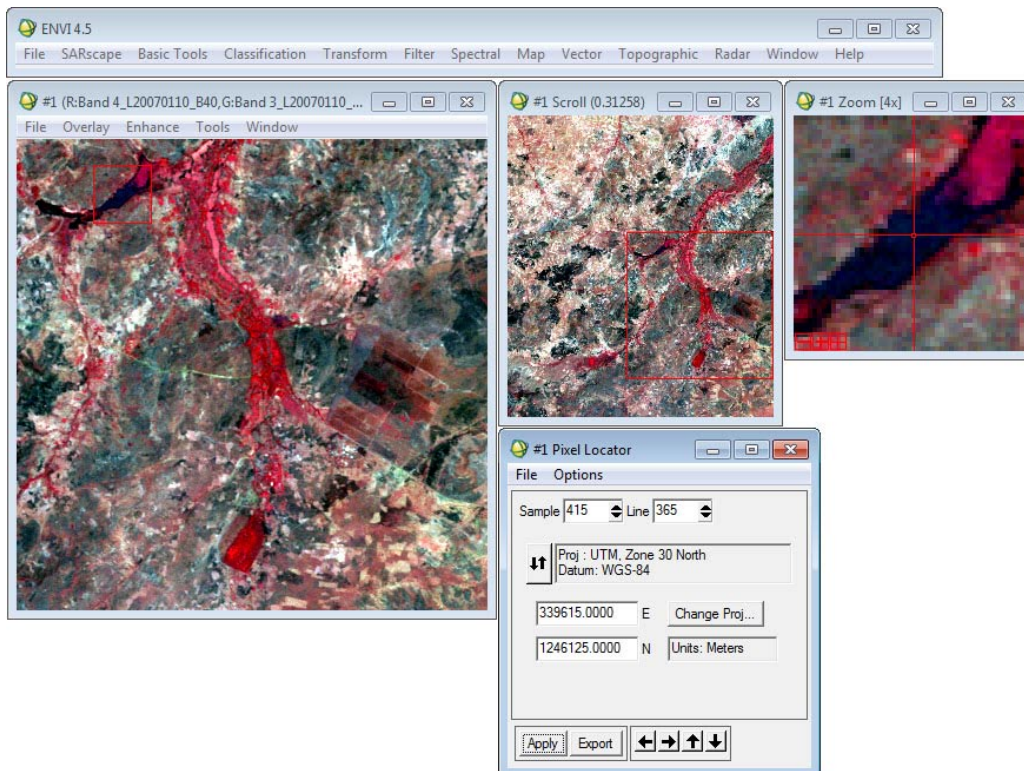 ENVI 4.5
File SARscape Basic Tools Classification Transform Filter Spectral Map Vector Topographic Radar Window Help
#1 (R:Band 4_L20070110_B40,G:Band 3_L20070110_...
File Overlay Enhance Tools Window
#1 Scroll (0.31258)
#1 Zoom [4x]
#1 Pixel Locator
File Options
Sample 415 Line 365
Proj : UTM, Zone 30 North
Datum: WGS-84
339615.0000 E Change Proj...
1246125.0000 N Units: Meters
Apply Export